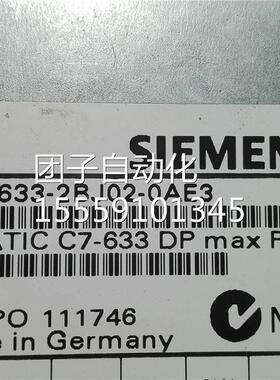 SIEMEN
633-2BJ02-0AE3
团子自动化
15559101345
ATIC C7-633 DP max P
PO 111746
e in Germany
N